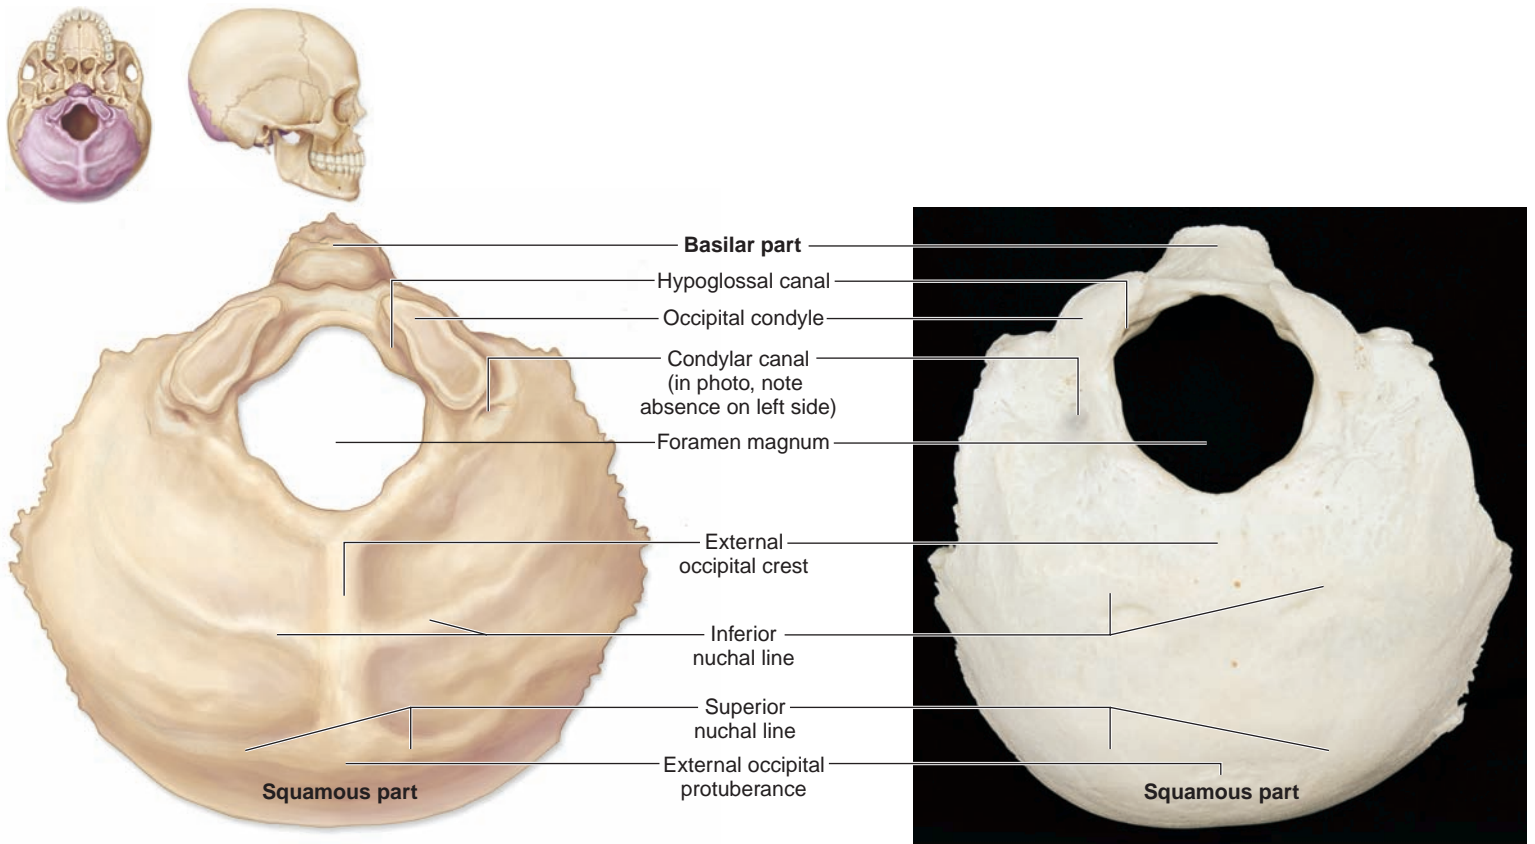 Basilar part
Hypoglossal canal
Occipital condyle
Condylar canal
(in photo, note
absence on left side)
Foramen magnum
External
occipital crest
Inferior
nuchal line
Superior
nuchal line
External occipital
protuberance
Squamous part
Squamous part